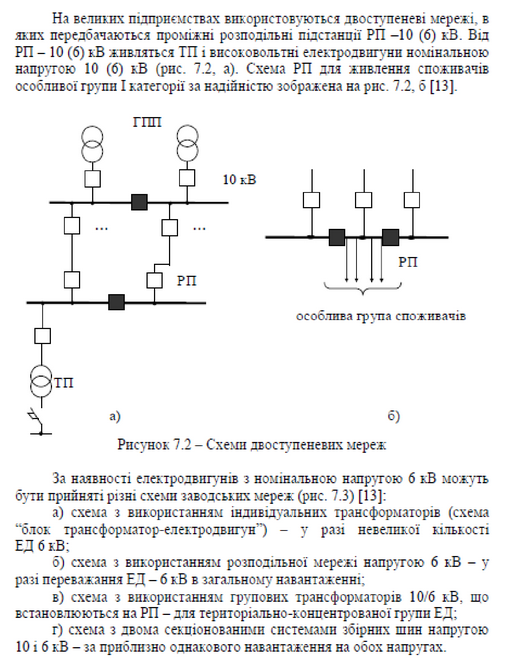 На великих підприємствах використовуються двоступеневі мережі, в
яких передбачаються проміжні розподільні підстанції РП –10 (6) кВ. Від
РП – 10 (6) кВ живляться ТП і високовольтні електродвигуни номінальною
напругою 10 (6) кВ (рис. 7.2, а). Схема РП для живлення споживачів
особливої групи І категорії за надійністю зображена на рис. 7.2, б [13].
ГПП
10 кВ
... ...
РП
РП
особлива група споживачів
ТП
а) б)
Рисунок 7.2 – Схеми двоступеневих мереж
За наявності електродвигунів з номінальною напругою 6 кВ можуть
бути прийняті різні схеми заводських мереж (рис. 7.3) [13]:
а) схема з використанням індивідуальних трансформаторів (схема
“блок трансформатор-електродвигун”) – у разі невеликої кількості
ЕД 6 кВ;
б) схема з використанням розподільної мережі напругою 6 кВ – у
разі переважання ЕД – 6 кВ в загальному навантаженні;
в) схема з використанням групових трансформаторів 10/6 кВ, що
встановлюються на РП – для територіально-концентрованої групи ЕД;
г) схема з двома секціонованими системами збірних шин напругою
10 і 6 кВ – за приблизно однакового навантаження на обох напругах.